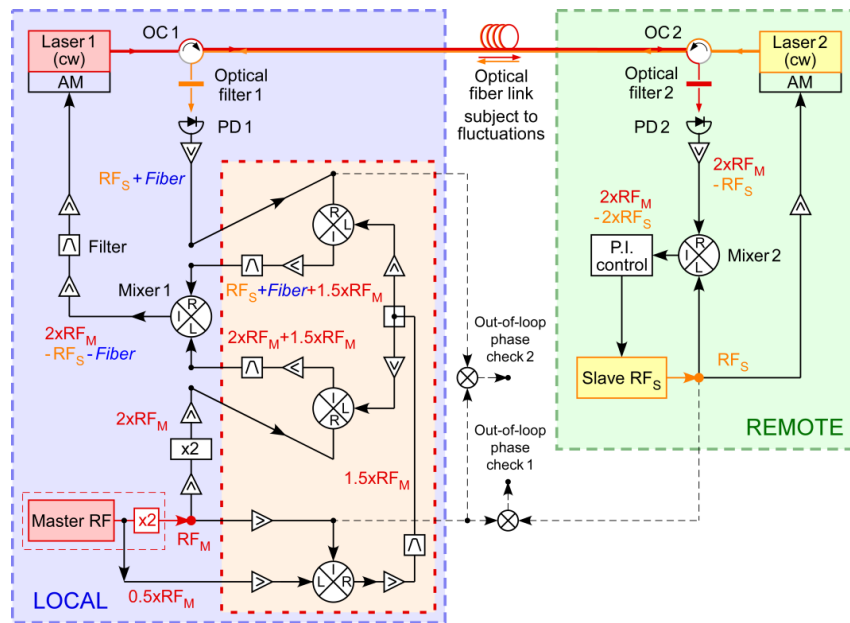 Laser 1
(cw)
AM
OC 1
Optical
filter 1
PD 1
RFS + Fiber
Optical
fiber link
subject to
fluctuations
OC 2
Laser 2
(cw)
AM
Optical
filter 2
PD 2
2xRFM
-RFS
2xRFM
-2xRFS
P.I.
control
R
I
L
Mixer 2
Slave RFS
RFS
REMOTE
R
L
I
Filter
Mixer 1
R
I
L
RFS+Fiber+1.5xRFM
2xRFM
-RFS-Fiber
2xRFM+1.5xRFM
I
L
R
2xRFM
x2
1.5xRFM
Out-of-loop
phase
check 2
Out-of-loop
phase
check 1
Master RF
x2
RFM
I
L
R
0.5xRFM
LOCAL